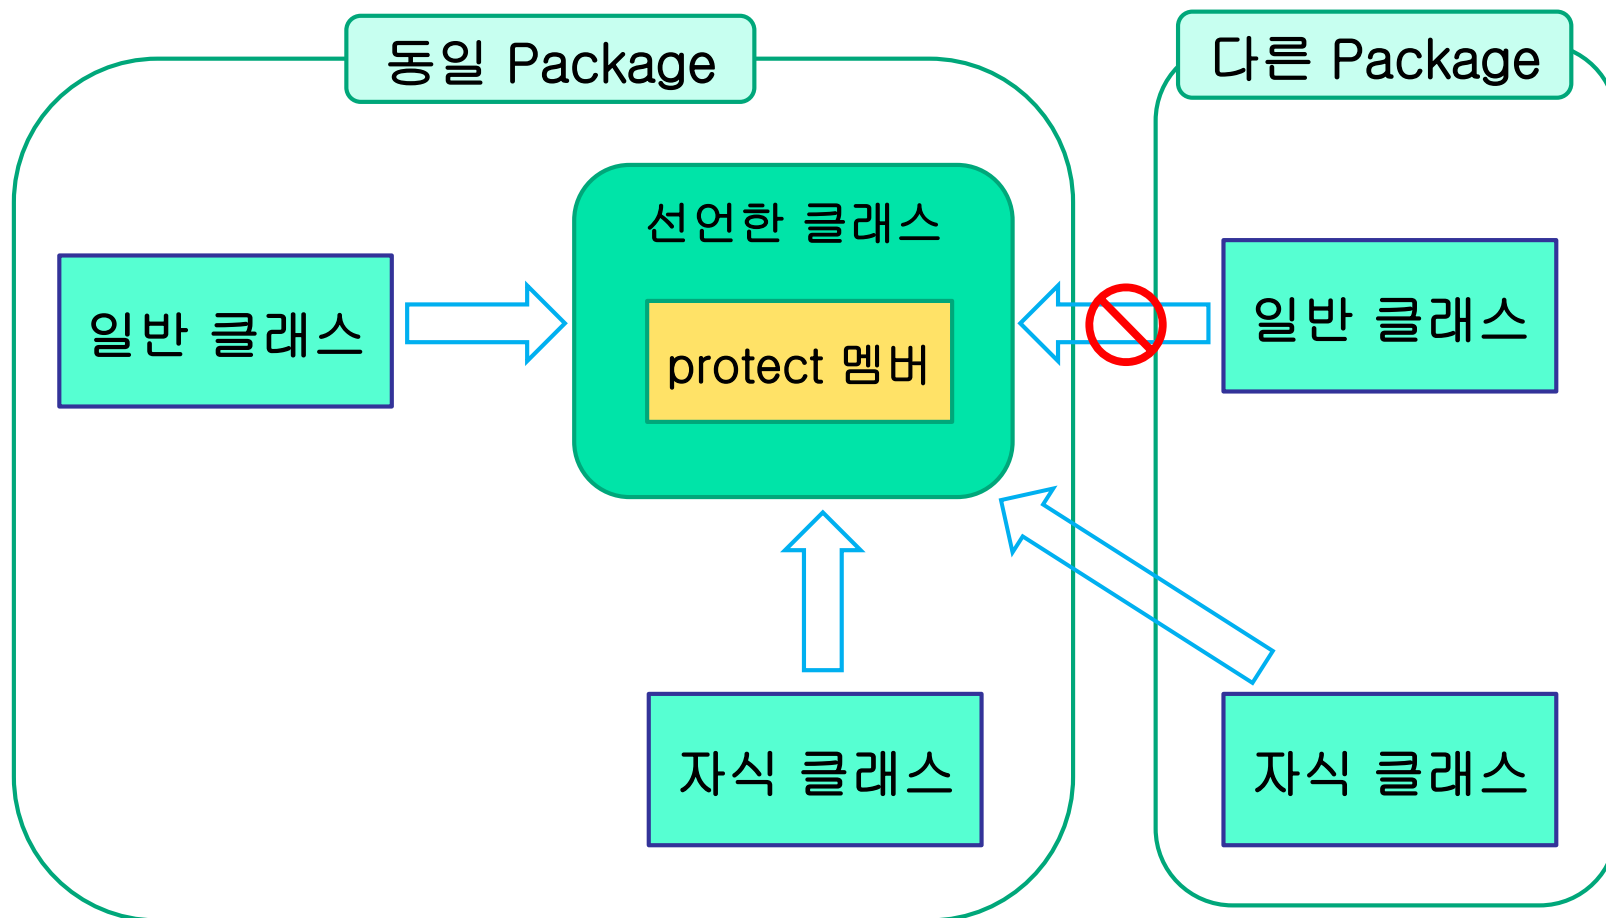 동일 Package
다른 Package
선언한 클래스
일반 클래스
protect 멤버
일반 클래스
자식 클래스
자식 클래스